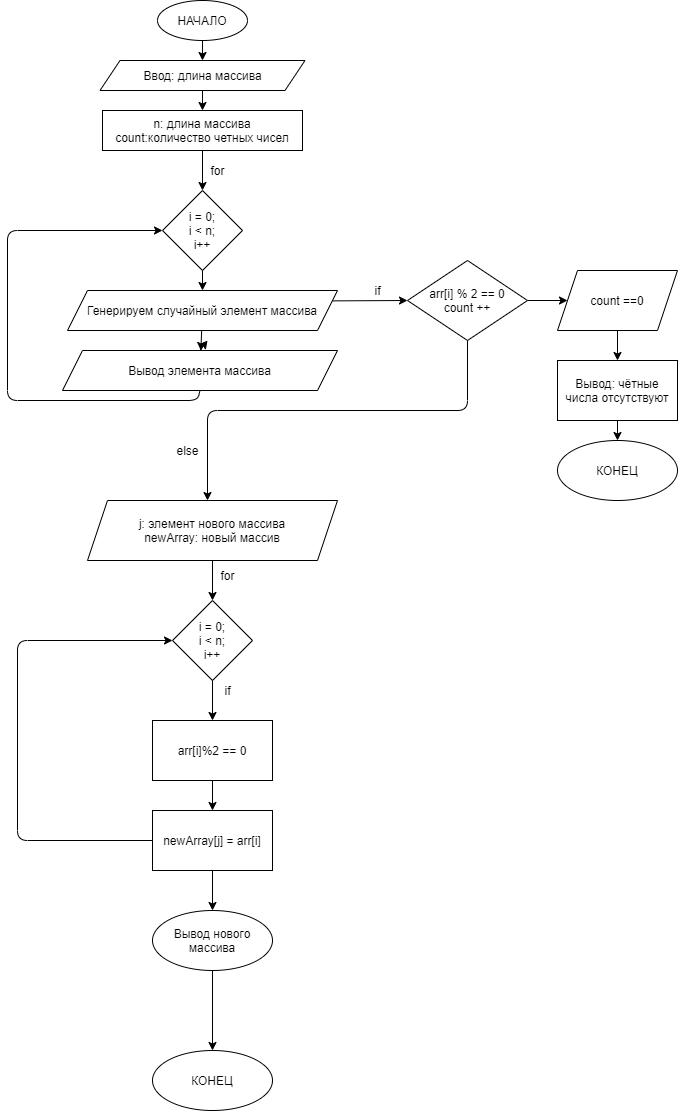 НАЧАЛО
Ввод: длина массива
n: длина массива
count:количество четных чисел
for
i = 0;
i < n;
i++
Генерируем случайный элемент массива
if
arr[i] % 2 == 0
count ++
count ==0
Вывод элемента массива
Вывод: чётные
числа отсутствуют
КОНЕЦ
else
j: элемент нового массива
newArray: новый массив
for
i = 0;
i < n;
i++
if
arr[i]%2 == 0
newArray[j] = arr[i]
Вывод нового
массива
КОНЕЦ